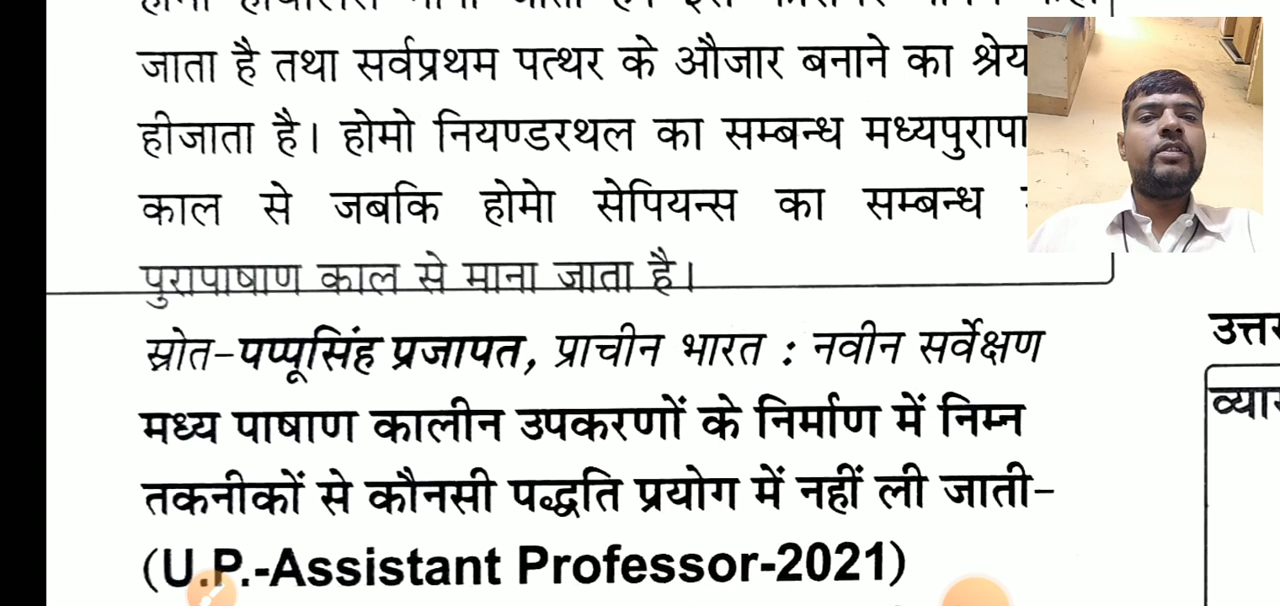 जाता है तथा सर्वप्रथम पत्थर के औजार बनाने का श्रेय
हीजाता है। होमो नियण्डरथल का सम्बन्ध मध्यपुरापा
काल से जबकि होमो सेपियन्स का सम्बन्ध
पुरापाषाण काल से माना जाता है।
स्रोत–पप्पूसिंह प्रजापत, प्राचीन भारत : नवीन सर्वेक्षण
मध्य पाषाण कालीन उपकरणों के निर्माण में निम्न
तकनीकों से कौनसी पद्धति प्रयोग में नहीं ली जाती–
(U.P.-Assistant Professor-2021)